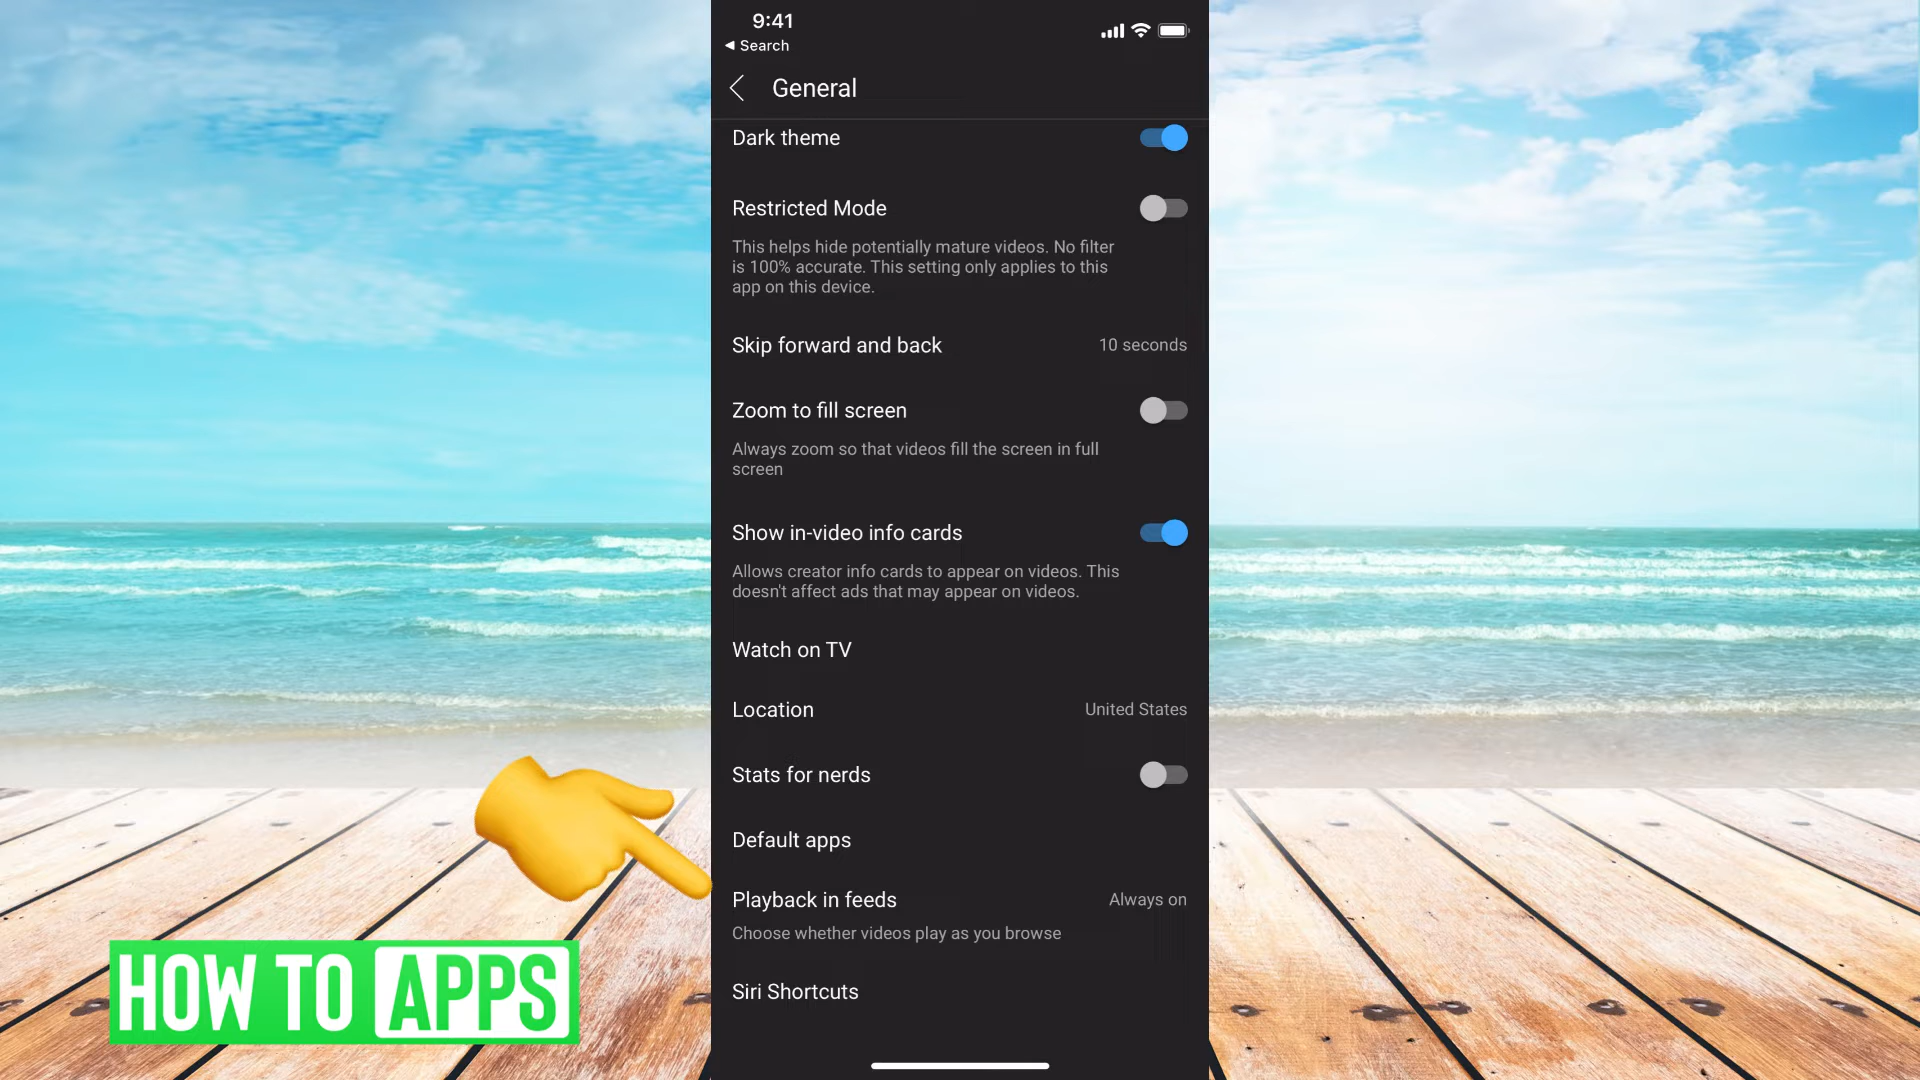 9:41
◀ Search
General
Dark theme
Restricted Mode
This helps hide potentially mature videos. No filter
is 100% accurate. This setting only applies to this
app on this device.
Skip forward and back 10 seconds
Zoom to fill screen
Always zoom so that videos fill the screen in full
screen
Show in-video info cards
Allows creator info cards to appear on videos. This
doesn't affect ads that may appear on videos.
Watch on TV
Location United States
Stats for nerds
Default apps
Playback in feeds Always on
Choose whether videos play as you browse
Siri Shortcuts
HOW TO APPS